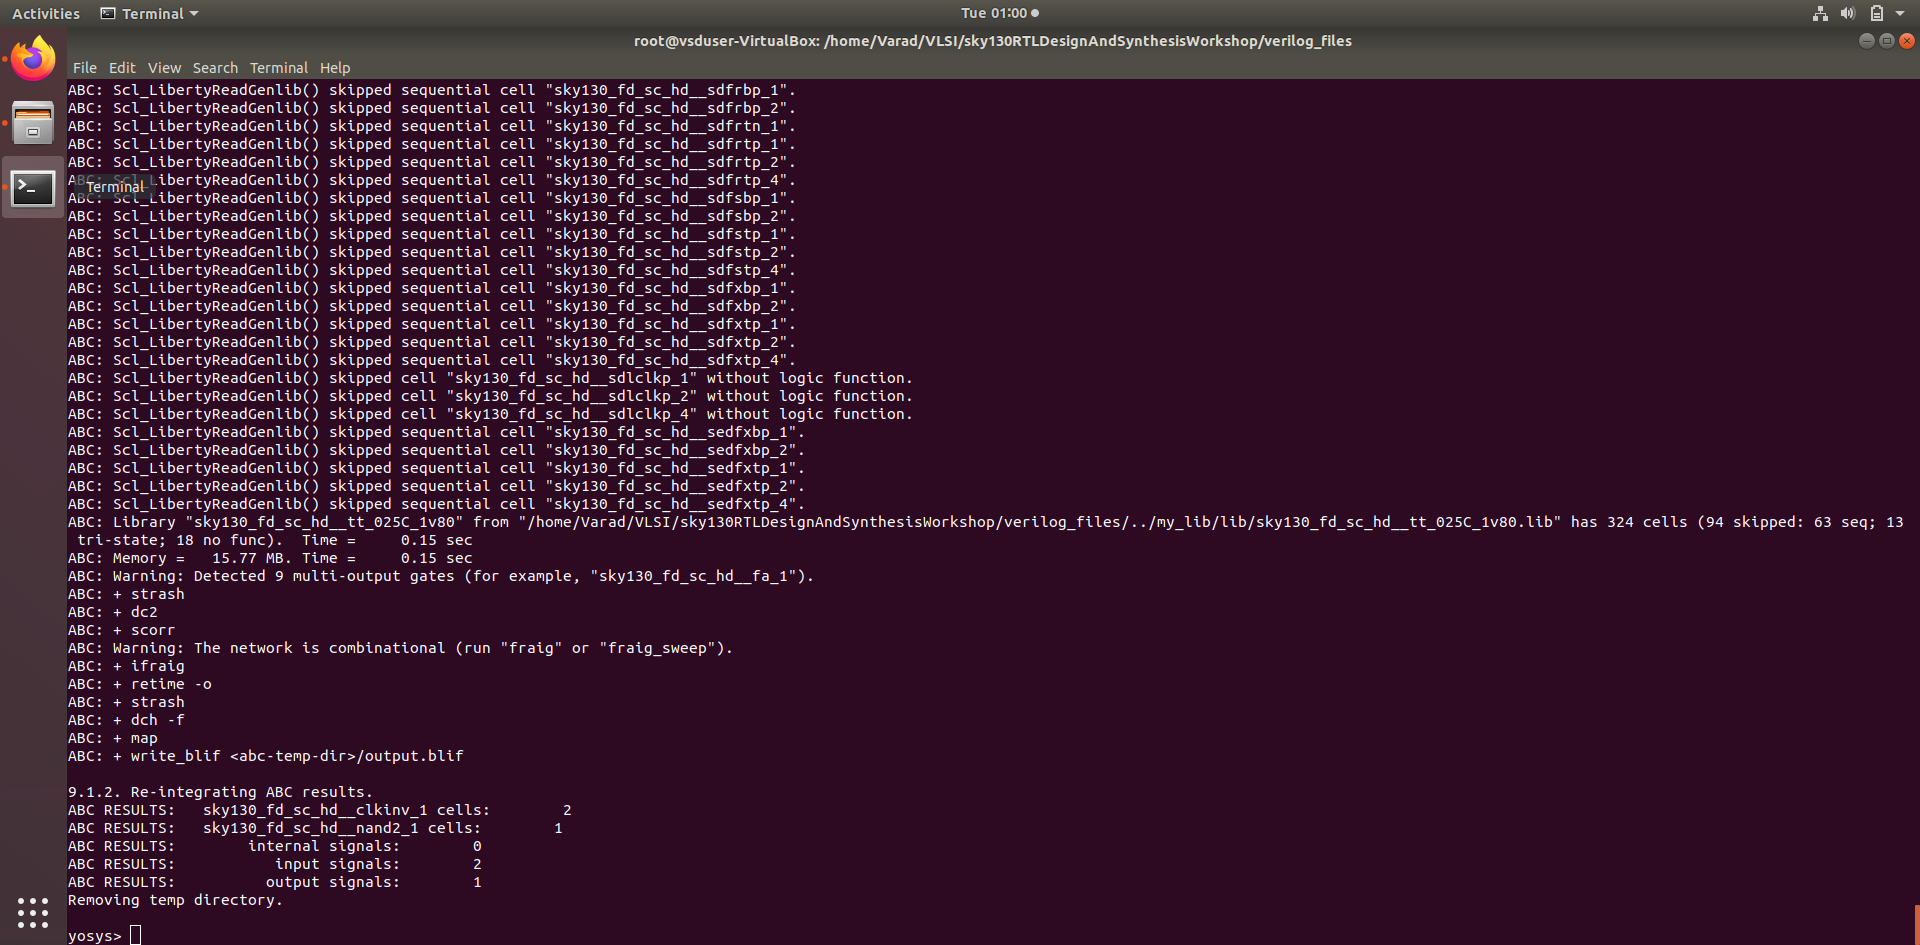 Activities Terminal Tue 01:00
root@vsduser-VirtualBox: /home/Varad/VLSI/sky130RTLDesignAndSynthesisWorkshop/verilog_files
File Edit View Search Terminal Help
ABC: Scl_LibertyReadGenlib() skipped sequential cell "sky130_fd_sc_hd__sdfrbp_1".
ABC: Scl_LibertyReadGenlib() skipped sequential cell "sky130_fd_sc_hd__sdfrbp_2".
ABC: Scl_LibertyReadGenlib() skipped sequential cell "sky130_fd_sc_hd__sdfrtn_1".
ABC: Scl_LibertyReadGenlib() skipped sequential cell "sky130_fd_sc_hd__sdfrtp_1".
ABC: Scl_LibertyReadGenlib() skipped sequential cell "sky130_fd_sc_hd__sdfrtp_2".
ABC: Scl_LibertyReadGenlib() skipped sequential cell "sky130_fd_sc_hd__sdfrtp_4".
Terminal
ABC: Scl_LibertyReadGenlib() skipped sequential cell "sky130_fd_sc_hd__sdfsbp_1".
ABC: Scl_LibertyReadGenlib() skipped sequential cell "sky130_fd_sc_hd__sdfsbp_2".
ABC: Scl_LibertyReadGenlib() skipped sequential cell "sky130_fd_sc_hd__sdfstp_1".
ABC: Scl_LibertyReadGenlib() skipped sequential cell "sky130_fd_sc_hd__sdfstp_2".
ABC: Scl_LibertyReadGenlib() skipped sequential cell "sky130_fd_sc_hd__sdfstp_4".
ABC: Scl_LibertyReadGenlib() skipped sequential cell "sky130_fd_sc_hd__sdfxbp_1".
ABC: Scl_LibertyReadGenlib() skipped sequential cell "sky130_fd_sc_hd__sdfxbp_2".
ABC: Scl_LibertyReadGenlib() skipped sequential cell "sky130_fd_sc_hd__sdfxtp_1".
ABC: Scl_LibertyReadGenlib() skipped sequential cell "sky130_fd_sc_hd__sdfxtp_2".
ABC: Scl_LibertyReadGenlib() skipped sequential cell "sky130_fd_sc_hd__sdfxtp_4".
ABC: Scl_LibertyReadGenlib() skipped cell "sky130_fd_sc_hd__sdlclkp_1" without logic function.
ABC: Scl_LibertyReadGenlib() skipped cell "sky130_fd_sc_hd__sdlclkp_2" without logic function.
ABC: Scl_LibertyReadGenlib() skipped cell "sky130_fd_sc_hd__sdlclkp_4" without logic function.
ABC: Scl_LibertyReadGenlib() skipped sequential cell "sky130_fd_sc_hd__sedfxbp_1".
ABC: Scl_LibertyReadGenlib() skipped sequential cell "sky130_fd_sc_hd__sedfxbp_2".
ABC: Scl_LibertyReadGenlib() skipped sequential cell "sky130_fd_sc_hd__sedfxtp_1".
ABC: Scl_LibertyReadGenlib() skipped sequential cell "sky130_fd_sc_hd__sedfxtp_2".
ABC: Scl_LibertyReadGenlib() skipped sequential cell "sky130_fd_sc_hd__sedfxtp_4".
ABC: Library "sky130_fd_sc_hd__tt_025C_1v80" from "/home/Varad/VLSI/sky130RTLDesignAndSynthesisWorkshop/verilog_files/../my_lib/lib/sky130_fd_sc_hd__tt_025C_1v80.lib" has 324 cells (94 skipped: 63 seq; 13
 tri-state; 18 no func).  Time =     0.15 sec
ABC: Memory =   15.77 MB. Time =     0.15 sec
ABC: Warning: Detected 9 multi-output gates (for example, "sky130_fd_sc_hd__fa_1").
ABC: + strash
ABC: + dc2
ABC: + scorr
ABC: Warning: The network is combinational (run "fraig" or "fraig_sweep").
ABC: + ifraig
ABC: + retime -o
ABC: + strash
ABC: + dch -f
ABC: + map
ABC: + write_blif <abc-temp-dir>/output.blif
9.1.2. Re-integrating ABC results.
ABC RESULTS:   sky130_fd_sc_hd__clkinv_1 cells:        2
ABC RESULTS:   sky130_fd_sc_hd__nand2_1 cells:        1
ABC RESULTS:        internal signals:        0
ABC RESULTS:           input signals:        2
ABC RESULTS:          output signals:        1
Removing temp directory.
yosys>